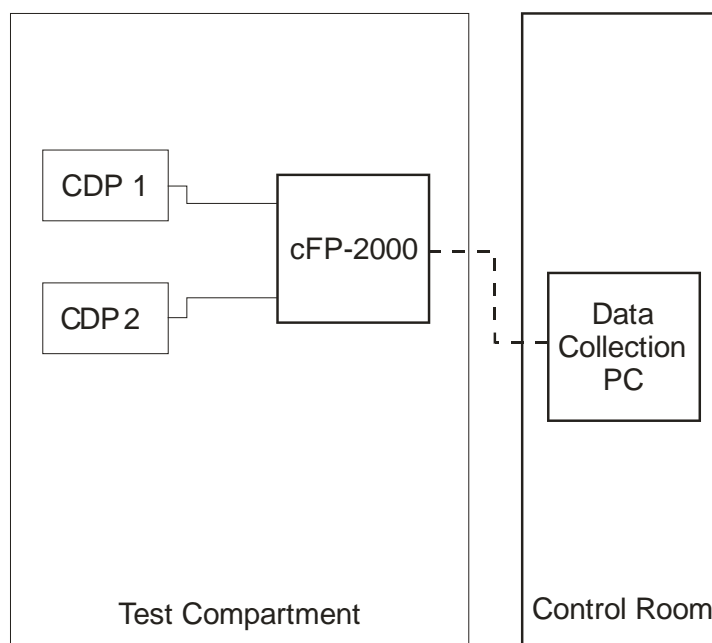 CDP 1
cFP-2000
CDP 2
Data
Collection
PC
Test Compartment
Control Room